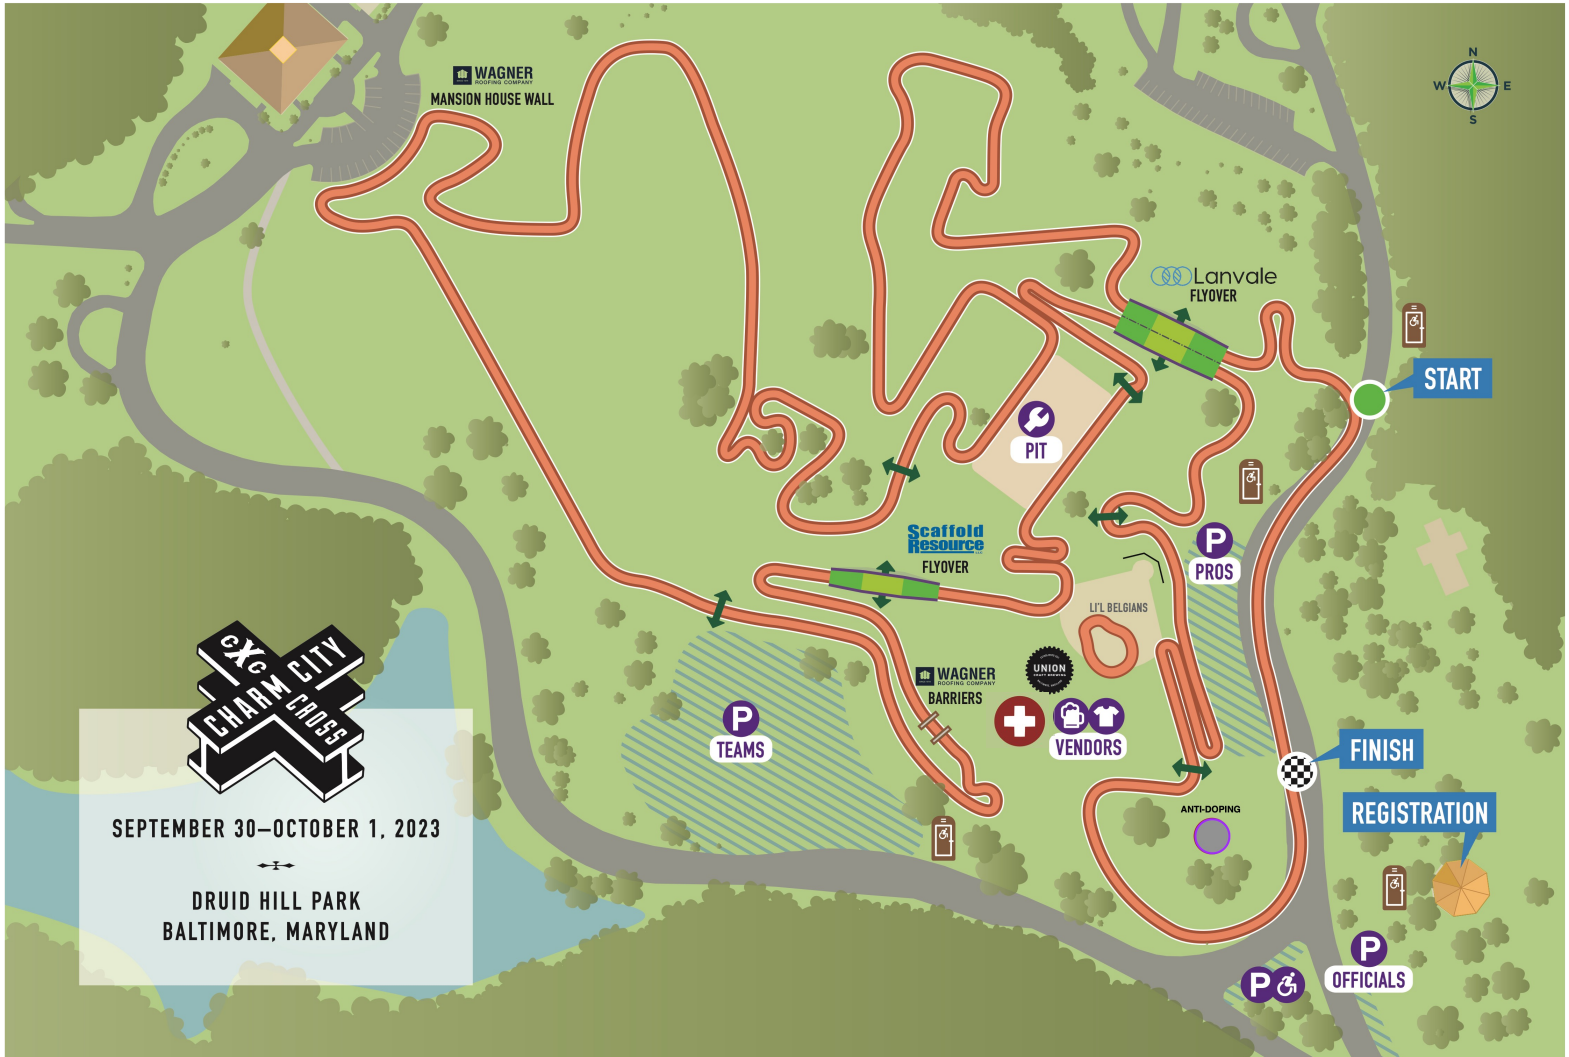 WAGNER
ROOFING COMPANY
MANSION HOUSE WALL
N
W
E
S
Lanvale
FLYOVER
START
P
PIT
Scaffold
Resource
FLYOVER
P
PROS
LI'L BELGIANS
WAGNER
ROOFING COMPANY
BARRIERS
UNION
CRAFT BREWING
VENDORS
P
TEAMS
FINISH
REGISTRATION
ANTI-DOPING
P
OFFICIALS
P
CXC
CHARM CITY
CROSS
SEPTEMBER 30–OCTOBER 1, 2023
DRUID HILL PARK
BALTIMORE, MARYLAND